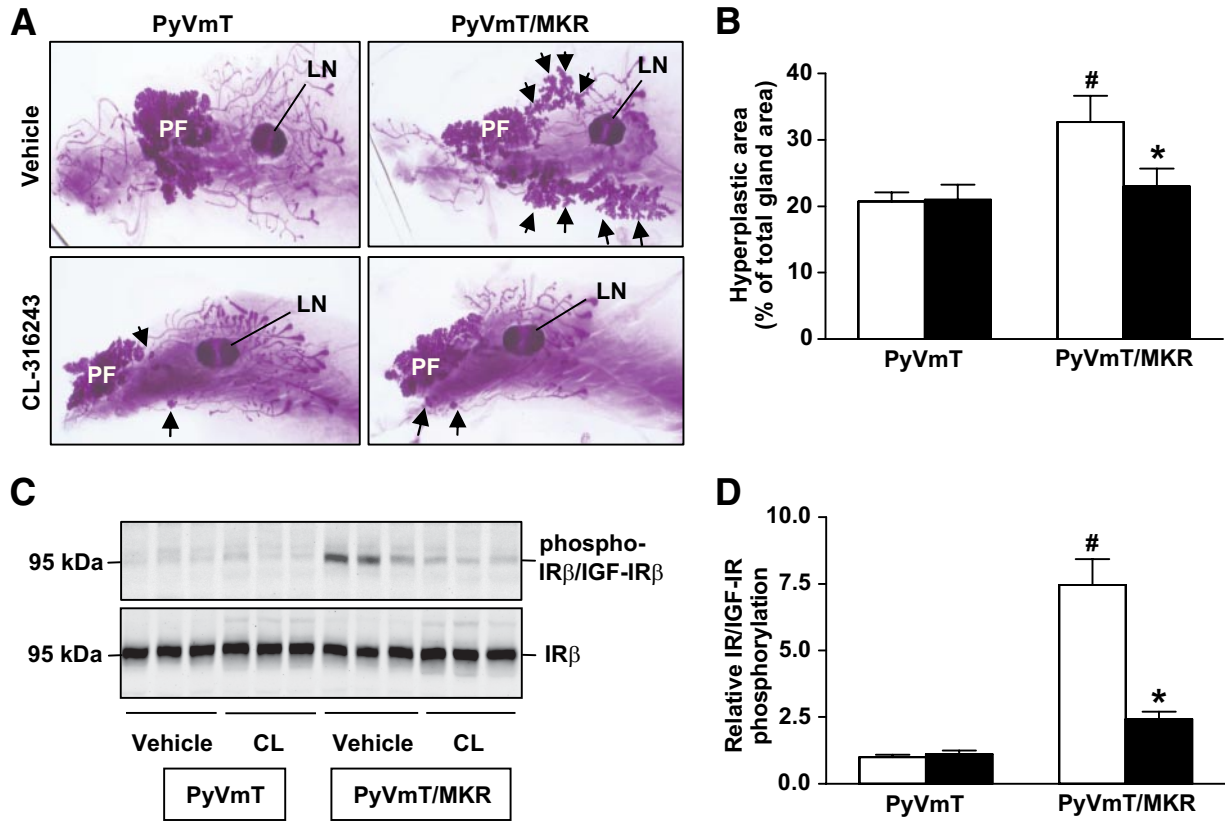 A
PyVmT
PyVmT/MKR
Vehicle
CL-316243
PF
LN
PF
LN
PF
LN
PF
LN
B
Hyperplastic area
(% of total gland area)
40
30
20
10
0
#
*
PyVmT
PyVmT/MKR
C
95 kDa
phospho-
IRβ/IGF-IRβ
95 kDa
IRβ
Vehicle
CL
Vehicle
CL
PyVmT
PyVmT/MKR
D
Relative IR/IGF-IR
phosphorylation
10.0
7.5
5.0
2.5
0.0
#
*
PyVmT
PyVmT/MKR